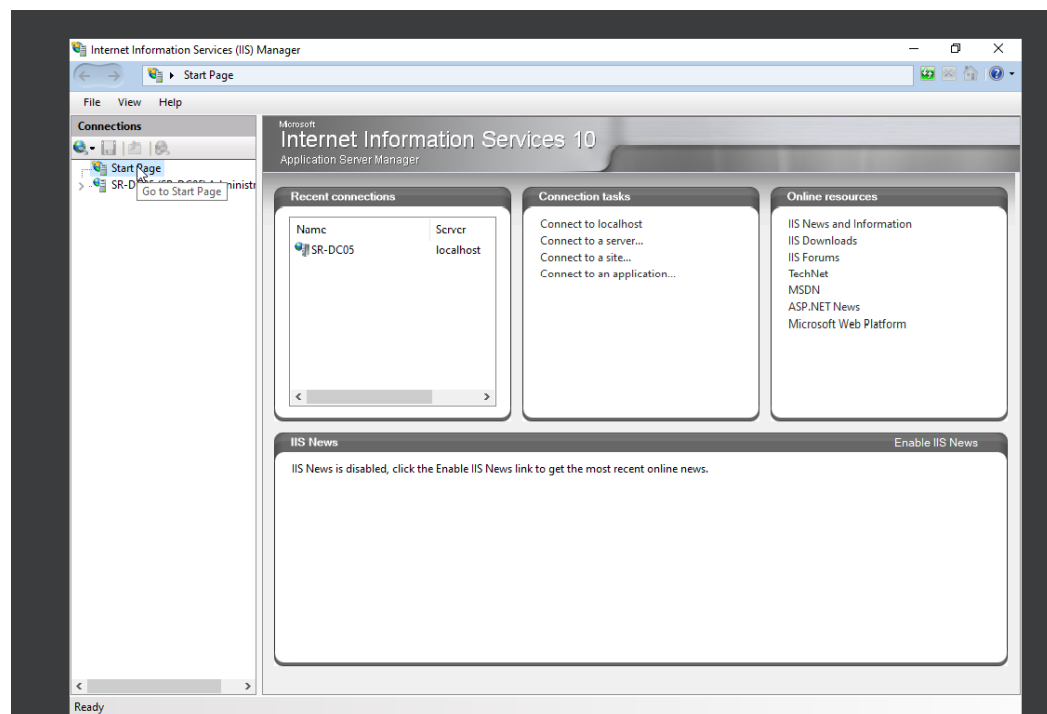 Internet Information Services (IIS) Manager
Start Page
File View Help
Connections
Start Page
SR-D
Go to Start Page
Microsoft
Internet Information Services 10
Application Server Manager
Recent connections
Name Server
SR-DC05 localhost
Connection tasks
Connect to localhost
Connect to a server...
Connect to a site...
Connect to an application...
Online resources
IIS News and Information
IIS Downloads
IIS Forums
TechNet
MSDN
ASP.NET News
Microsoft Web Platform
IIS News Enable IIS News
IIS News is disabled, click the Enable IIS News link to get the most recent online news.
Ready